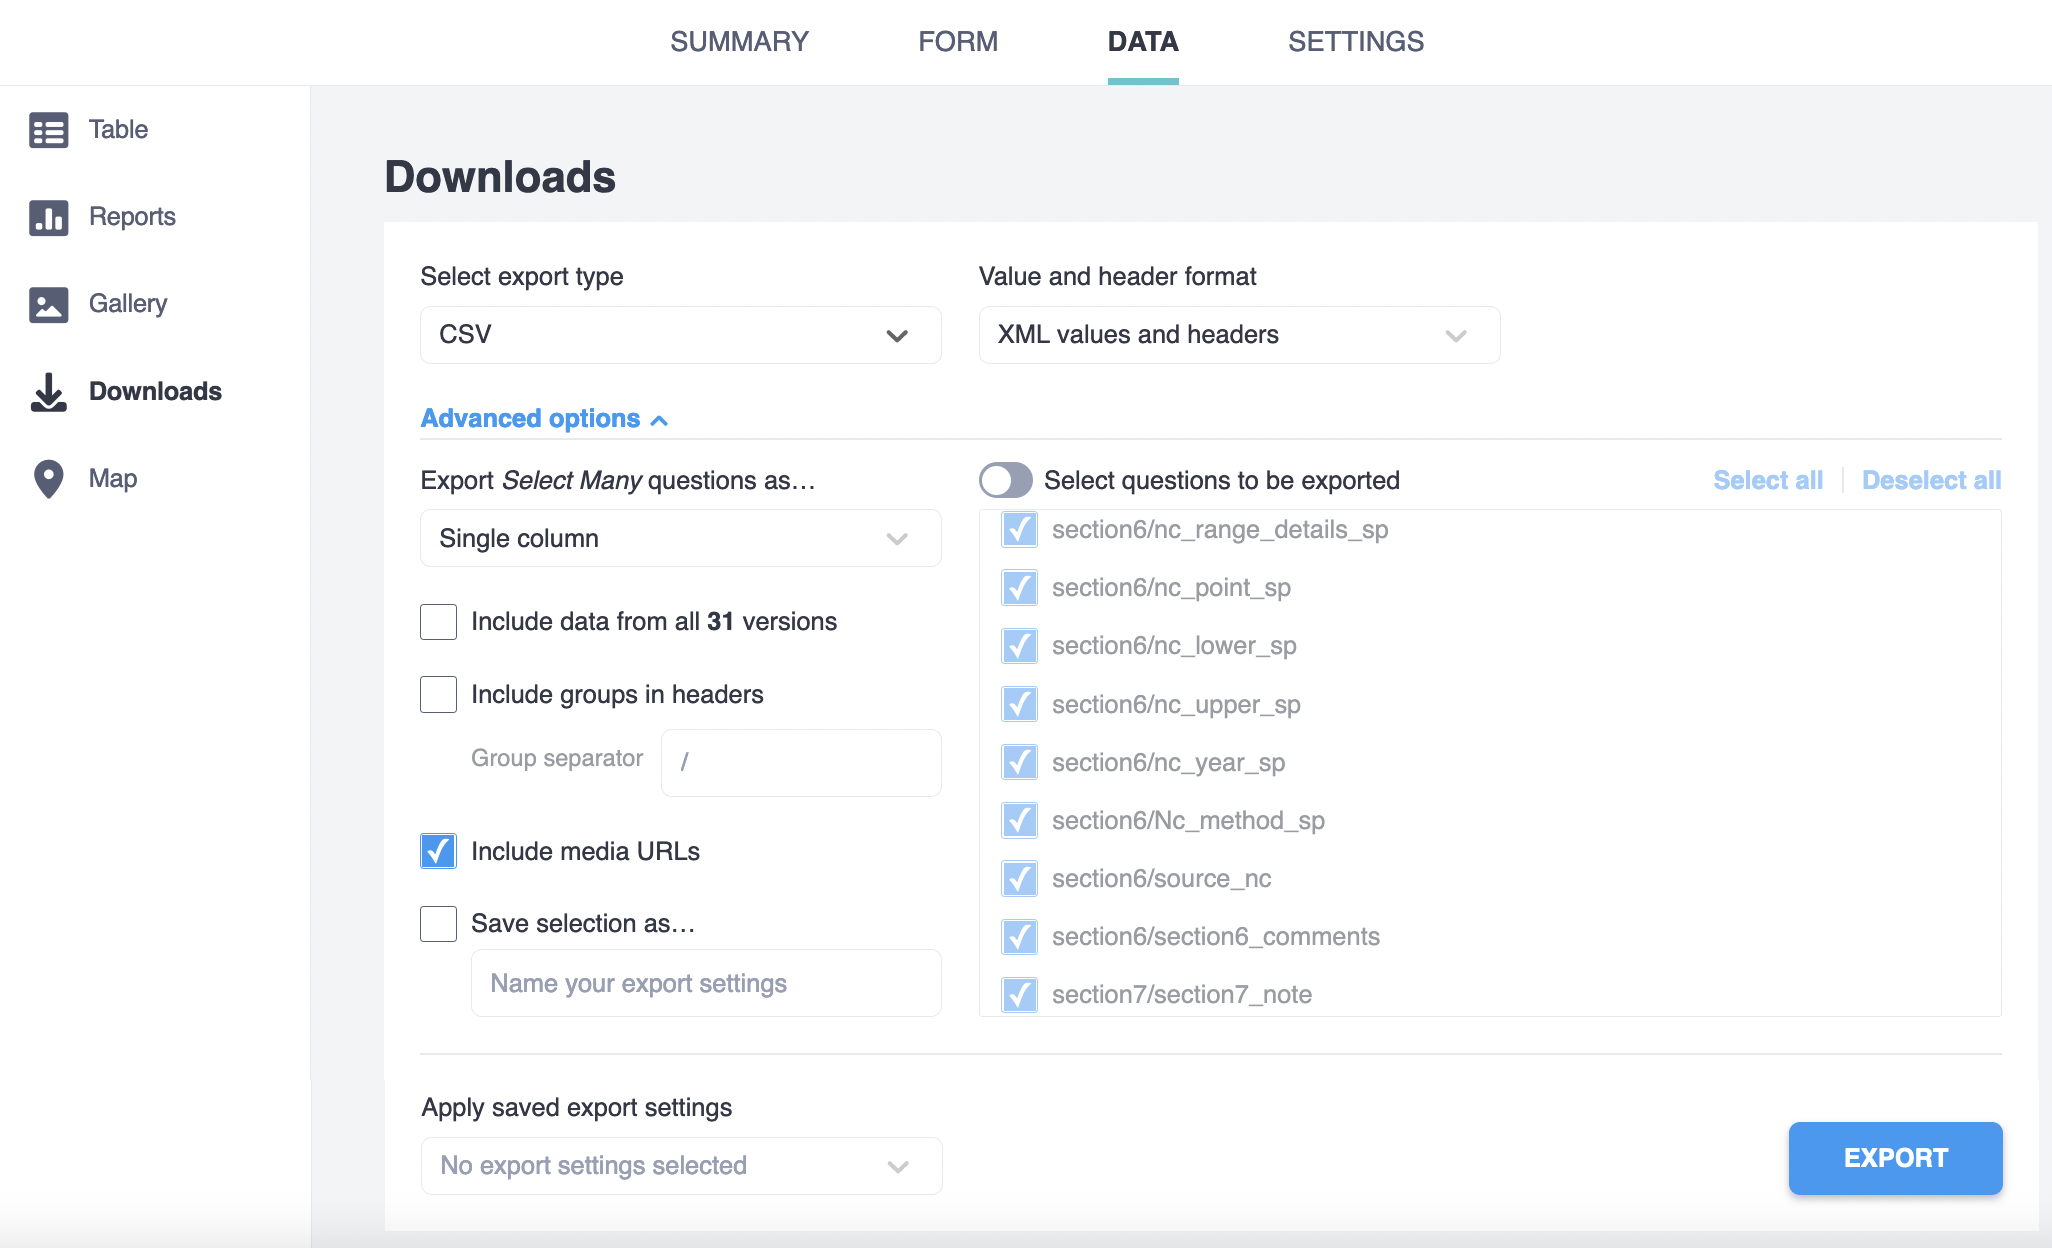 SUMMARY FORM DATA SETTINGS
Table
Reports
Gallery
Downloads
Map
Downloads
Select export type
CSV
Value and header format
XML values and headers
Advanced options
Export Select Many questions as…
Single column
Include data from all 31 versions
Include groups in headers
Group separator /
Include media URLs
Save selection as…
Name your export settings
Select questions to be exported
Select all Deselect all
section6/nc_range_details_sp
section6/nc_point_sp
section6/nc_lower_sp
section6/nc_upper_sp
section6/nc_year_sp
section6/Nc_method_sp
section6/source_nc
section6/section6_comments
section7/section7_note
Apply saved export settings
No export settings selected
EXPORT